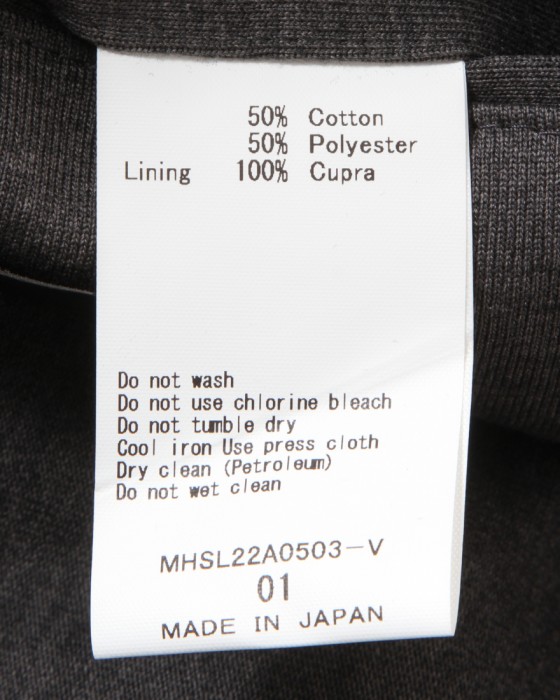 50% Cotton
50% Polyester
Lining 100% Cupra
Do not wash
Do not use chlorine bleach
Do not tumble dry
Cool iron Use press cloth
Dry clean (Petroleum)
Do not wet clean
MHSL22A0503-V
01
MADE IN JAPAN